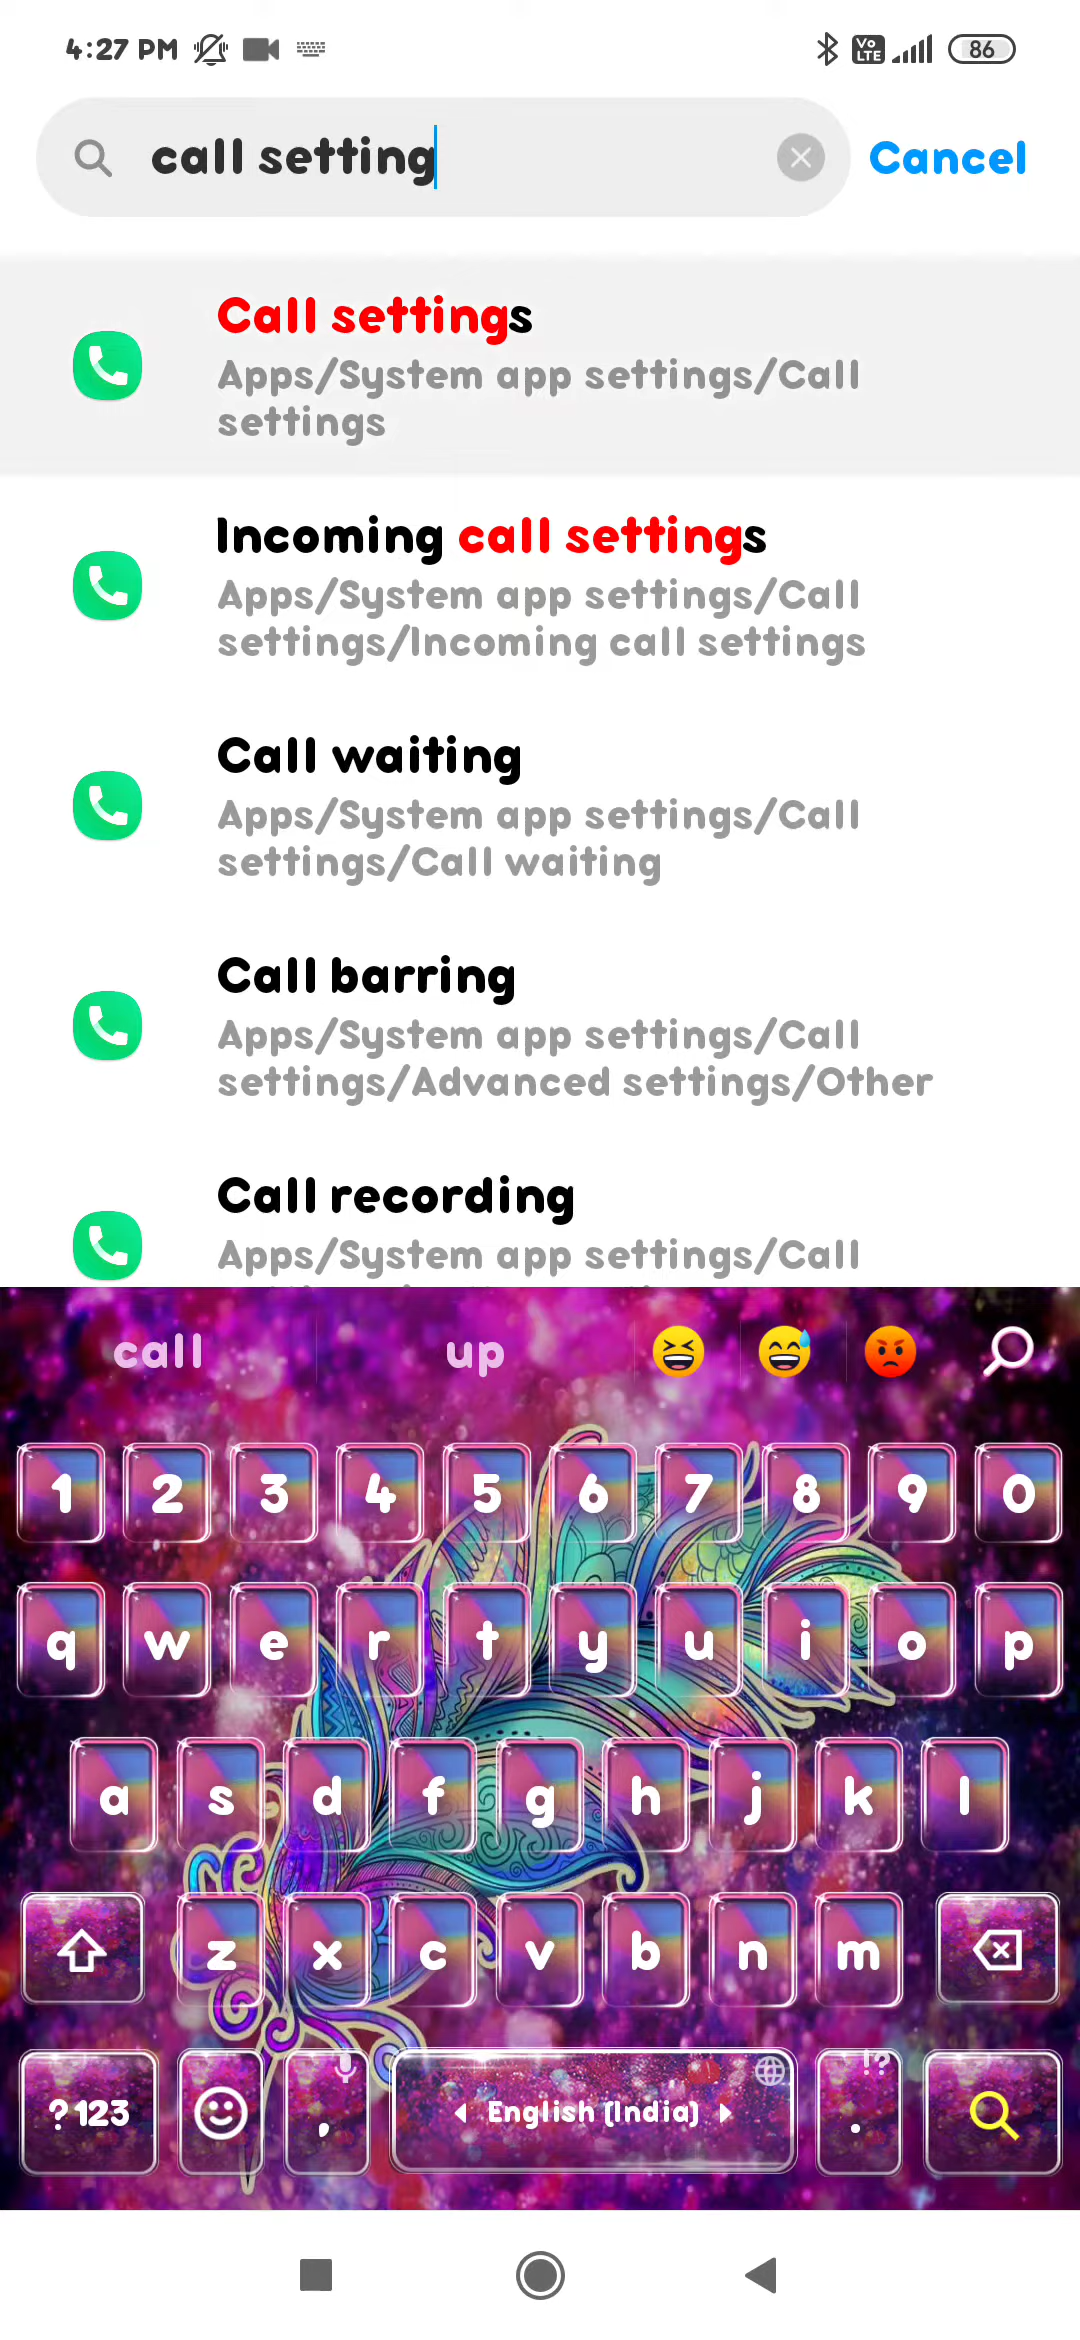 4:27 PM
Vo LTE
86
call setting
Cancel
Call settings
Apps/System app settings/Call
settings
Incoming call settings
Apps/System app settings/Call
settings/Incoming call settings
Call waiting
Apps/System app settings/Call
settings/Call waiting
Call barring
Apps/System app settings/Call
settings/Advanced settings/Other
Call recording
Apps/System app settings/Call
call up
1 2 3 4 5 6 7 8 9 0
q w e r t y u i o p
a s d f g h j k l
z x c v b n m
?123 , English (India) . !?